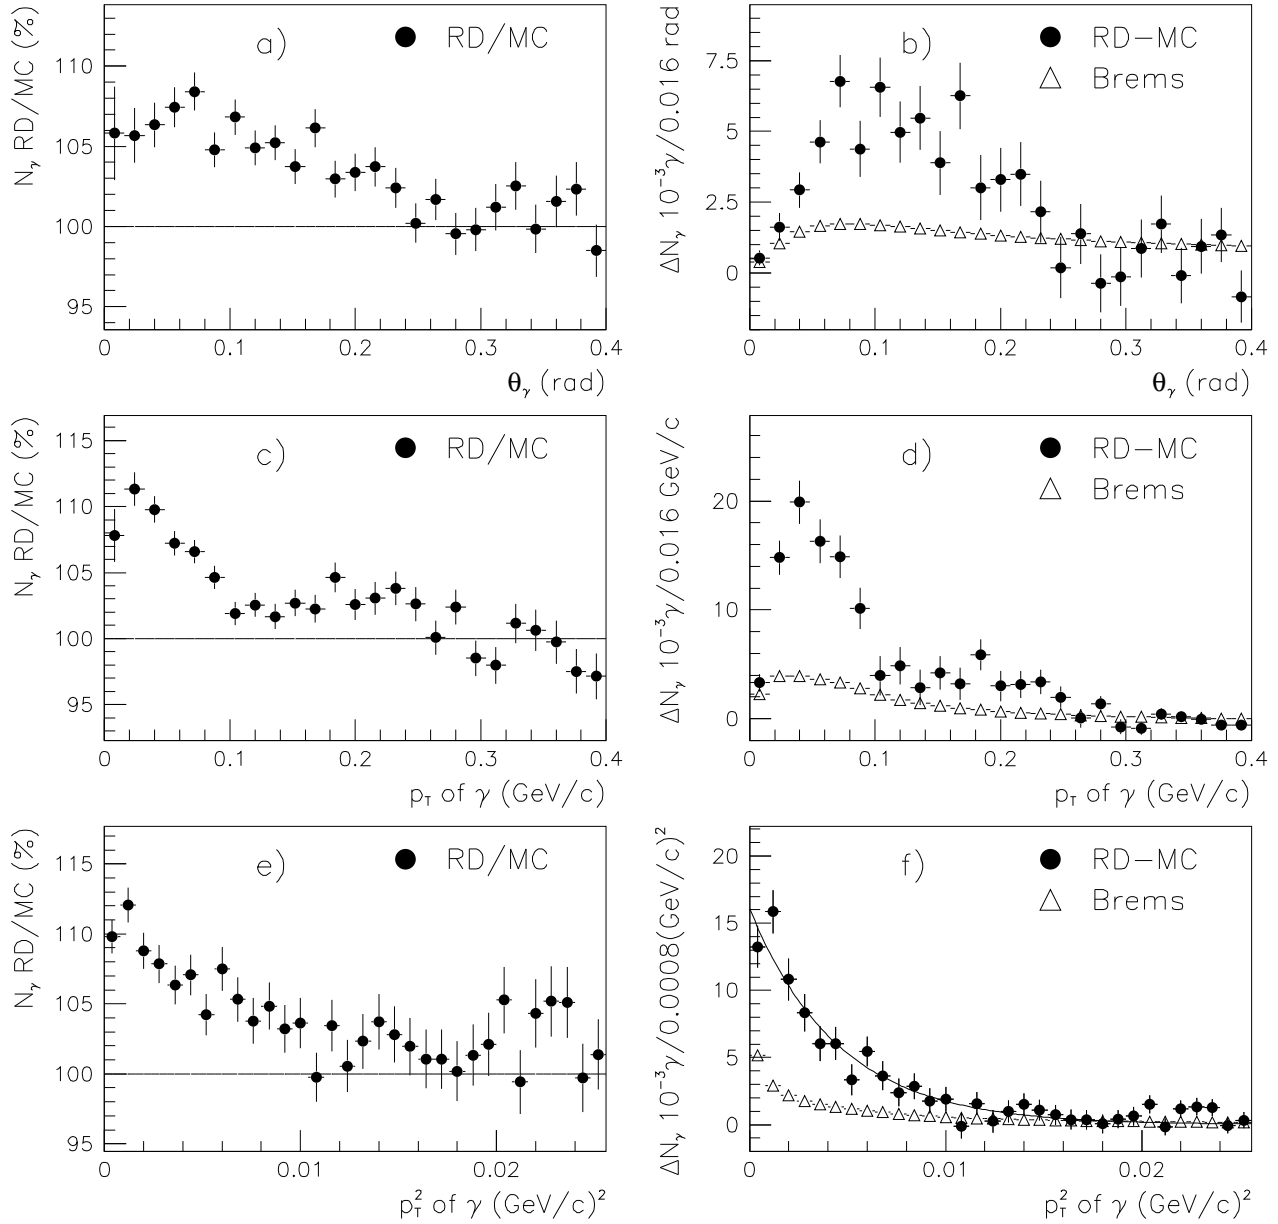 N_γ RD/MC (%)
a)
RD/MC
110
105
100
95
0
0.1
0.2
0.3
0.4
θ_γ (rad)
ΔN_γ 10^-3 γ/0.016 rad
b)
RD−MC
Brems
7.5
5
2.5
0
0
0.1
0.2
0.3
0.4
θ_γ (rad)
N_γ RD/MC (%)
c)
RD/MC
115
110
105
100
95
0
0.1
0.2
0.3
0.4
p_T of γ (GeV/c)
ΔN_γ 10^-3 γ/0.016 GeV/c
d)
RD−MC
Brems
20
10
0
0
0.1
0.2
0.3
0.4
p_T of γ (GeV/c)
N_γ RD/MC (%)
e)
RD/MC
115
110
105
100
95
0
0.01
0.02
p_T^2 of γ (GeV/c)^2
ΔN_γ 10^-3 γ/0.0008(GeV/c)^2
f)
RD−MC
Brems
20
15
10
5
0
0
0.01
0.02
p_T^2 of γ (GeV/c)^2